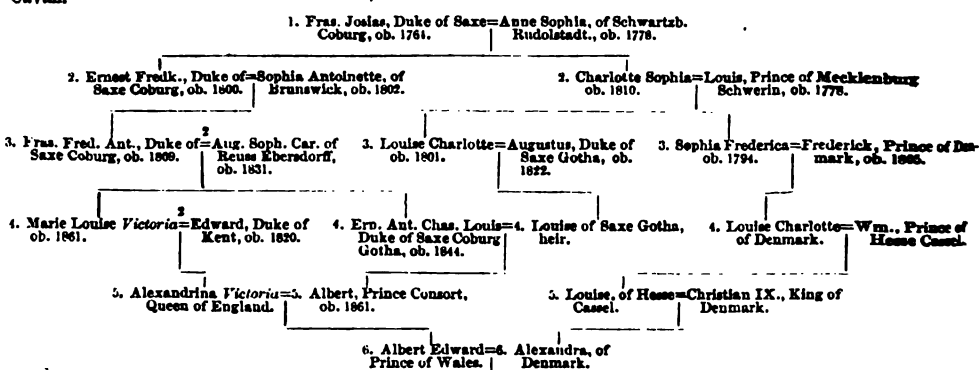 1. Fras. Josias, Duke of Saxe=Anne Sophia, of Schwartzb.
Coburg, ob. 1764. Rudolstadt., ob. 1778.
2. Ernest Fredk., Duke of=Sophia Antoinette, of
Saxe Coburg, ob. 1800. Brunswick, ob. 1802.
2. Charlotte Sophia=Louis, Prince of Mecklenburg
ob. 1810. Schwerin, ob. 1778.
2
3. Fras. Fred. Ant., Duke of=Aug. Soph. Car. of
Saxe Coburg, ob. 1809. Reuss Ebersdorff,
ob. 1831.
3. Louise Charlotte=Augustus, Duke of
ob. 1801. Saxe Gotha, ob.
1822.
3. Sophia Frederica=Frederick, Prince of Den-
ob. 1794. mark, ob. 1805.
2
4. Marie Louise Victoria=Edward, Duke of
ob. 1861. Kent, ob. 1820.
4. Ern. Ant. Chas. Louis=4. Louise of Saxe Gotha,
Duke of Saxe Coburg heir.
Gotha, ob. 1844.
4. Louise Charlotte=Wm., Prince of
of Denmark. Hesse Cassel.
5. Alexandrina Victoria=5. Albert, Prince Consort,
Queen of England. ob. 1861.
5. Louise, of Hesse=Christian IX., King of
Cassel. Denmark.
6. Albert Edward=6. Alexandra, of
Prince of Wales. Denmark.